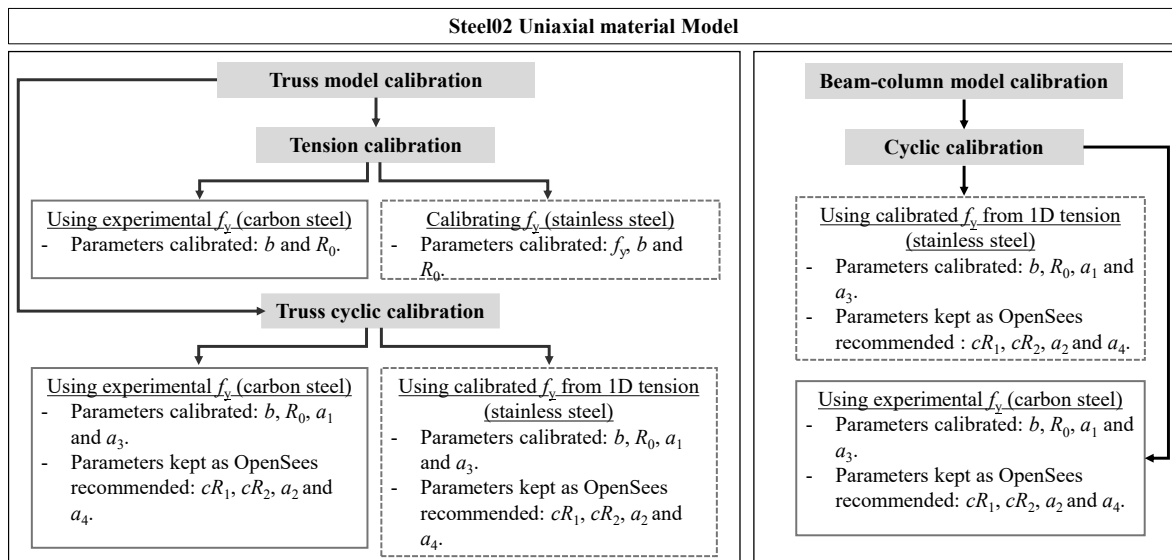 Steel02 Uniaxial material Model
Truss model calibration
Tension calibration
Using experimental fy (carbon steel)
- Parameters calibrated: b and R0.
Calibrating fy (stainless steel)
- Parameters calibrated: fy, b and
R0.
Truss cyclic calibration
Using experimental fy (carbon steel)
- Parameters calibrated: b, R0, a1
and a3.
- Parameters kept as OpenSees
recommended: cR1, cR2, a2 and
a4.
Using calibrated fy from 1D tension
(stainless steel)
- Parameters calibrated: b, R0, a1
and a3.
- Parameters kept as OpenSees
recommended: cR1, cR2, a2 and
a4.
Beam-column model calibration
Cyclic calibration
Using calibrated fy from 1D tension
(stainless steel)
- Parameters calibrated: b, R0, a1 and
a3.
- Parameters kept as OpenSees
recommended : cR1, cR2, a2 and a4.
Using experimental fy (carbon steel)
- Parameters calibrated: b, R0, a1 and
a3.
- Parameters kept as OpenSees
recommended: cR1, cR2, a2 and a4.